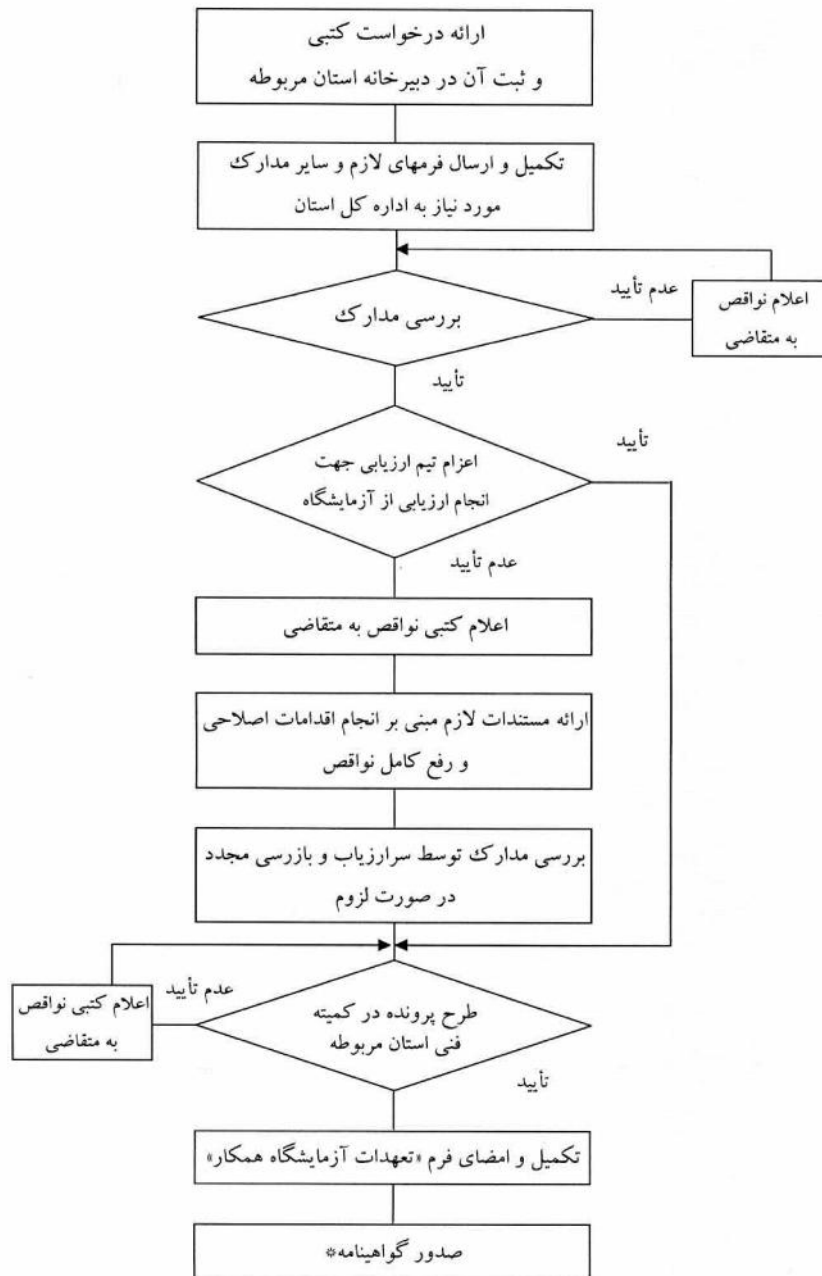 ارائه درخواست کتبی
و ثبت آن در دبیرخانه استان مربوطه
تکمیل و ارسال فرمهای لازم و سایر مدارک
مورد نیاز به اداره کل استان
بررسی مدارک
عدم تأیید
اعلام نواقص
به متقاضی
تأیید
اعزام تیم ارزیابی جهت
انجام ارزیابی از آزمایشگاه
تأیید
عدم تأیید
اعلام کتبی نواقص به متقاضی
ارائه مستندات لازم مبنی بر انجام اقدامات اصلاحی
و رفع کامل نواقص
بررسی مدارک توسط سرارزیاب و بازرسی مجدد
در صورت لزوم
طرح پرونده در کمیته
فنی استان مربوطه
عدم تأیید
اعلام کتبی نواقص
به متقاضی
تأیید
تکمیل و امضای فرم «تعهدات آزمایشگاه همکار»
صدور گواهینامه*